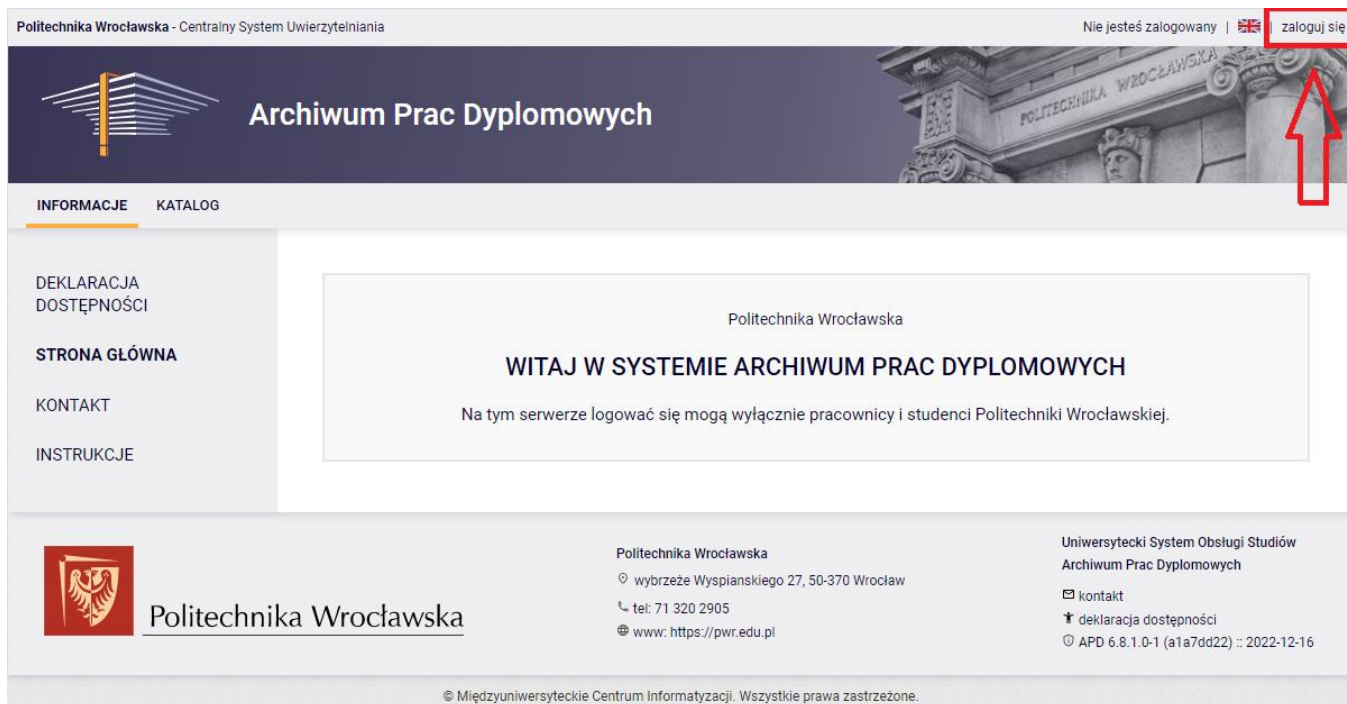 Politechnika Wrocławska - Centralny System Uwierzytelniania
Nie jesteś zalogowany | | zaloguj się
Archiwum Prac Dyplomowych
POLITECHNIKA WROCŁAWSKA
INFORMACJE KATALOG
DEKLARACJA
DOSTĘPNOŚCI
STRONA GŁÓWNA
KONTAKT
INSTRUKCJE
Politechnika Wrocławska
WITAJ W SYSTEMIE ARCHIWUM PRAC DYPLOMOWYCH
Na tym serwerze logować się mogą wyłącznie pracownicy i studenci Politechniki Wrocławskiej.
Politechnika Wrocławska
Politechnika Wrocławska
wybrzeże Wyspianskiego 27, 50-370 Wrocław
tel: 71 320 2905
www: https://pwr.edu.pl
Uniwersytecki System Obsługi Studiów
Archiwum Prac Dyplomowych
kontakt
deklaracja dostępności
APD 6.8.1.0-1 (a1a7dd22) :: 2022-12-16
© Międzyuniwersyteckie Centrum Informatyzacji. Wszystkie prawa zastrzeżone.